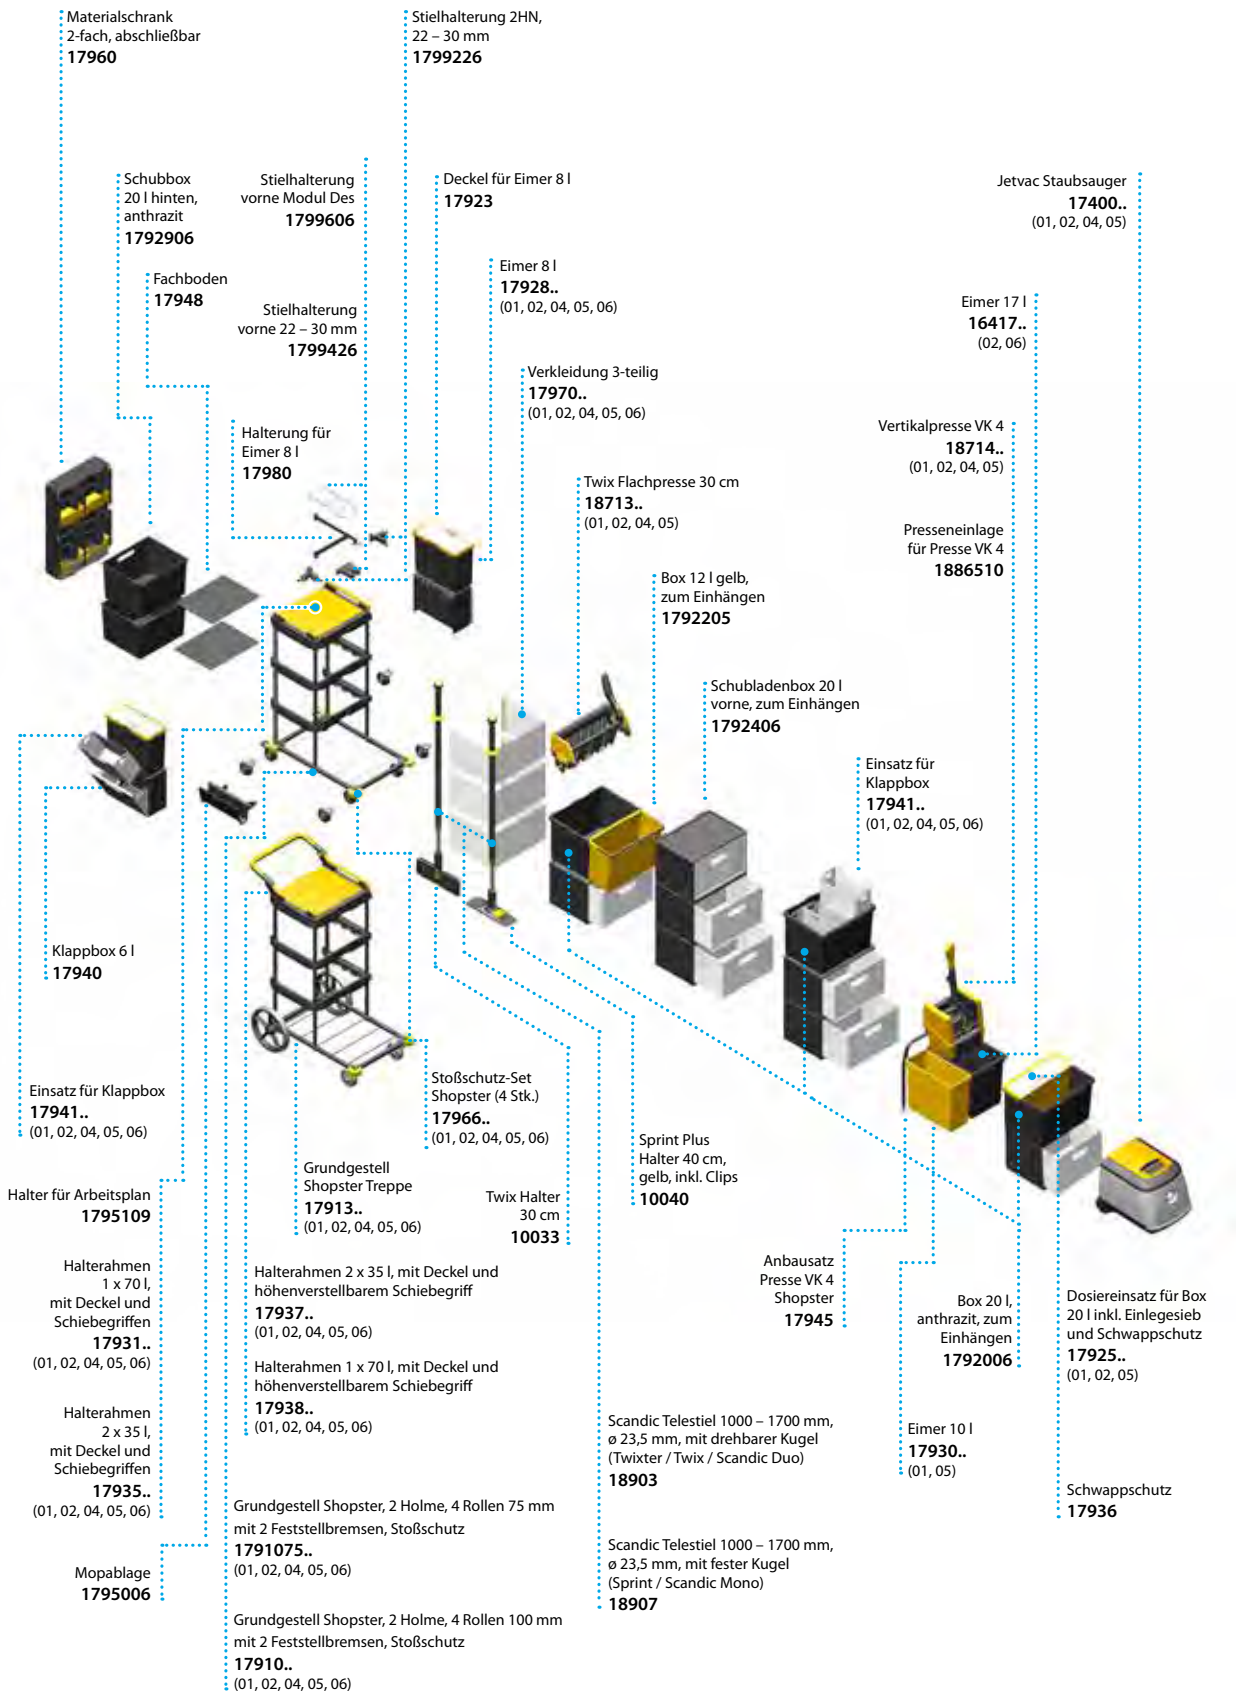 Materialschrank
2-fach, abschließbar
17960
Stielhalterung 2HN,
22 – 30 mm
1799226
Schubbox
20 l hinten,
anthrazit
1792906
Stielhalterung
vorne Modul Des
1799606
Deckel für Eimer 8 l
17923
Jetvac Staubsauger
17400..
(01, 02, 04, 05)
Fachboden
17948
Stielhalterung
vorne 22 – 30 mm
1799426
Eimer 8 l
17928..
(01, 02, 04, 05, 06)
Eimer 17 l
16417..
(02, 06)
Verkleidung 3-teilig
17970..
(01, 02, 04, 05, 06)
Halterung für
Eimer 8 l
17980
Vertikalpresse VK 4
18714..
(01, 02, 04, 05)
Twix Flachpresse 30 cm
18713..
(01, 02, 04, 05)
Presseneinlage
für Presse VK 4
1886510
Box 12 l gelb,
zum Einhängen
1792205
Schubladenbox 20 l
vorne, zum Einhängen
1792406
Einsatz für
Klappbox
17941..
(01, 02, 04, 05, 06)
Klappbox 6 l
17940
Einsatz für Klappbox
17941..
(01, 02, 04, 05, 06)
Stoßschutz-Set
Shopster (4 Stk.)
17966..
(01, 02, 04, 05, 06)
Sprint Plus
Halter 40 cm,
gelb, inkl. Clips
10040
Grundgestell
Shopster Treppe
17913..
(01, 02, 04, 05, 06)
Twix Halter
30 cm
10033
Halter für Arbeitsplan
1795109
Halterahmen
1 x 70 l,
mit Deckel und
Schiebegriffen
17931..
(01, 02, 04, 05, 06)
Halterahmen 2 x 35 l, mit Deckel und
höhenverstellbarem Schiebegriff
17937..
(01, 02, 04, 05, 06)
Anbausatz
Presse VK 4
Shopster
17945
Box 20 l,
anthrazit, zum
Einhängen
1792006
Dosiereinsatz für Box
20 l inkl. Einlegesieb
und Schwappschutz
17925..
(01, 02, 05)
Halterahmen 1 x 70 l, mit Deckel und
höhenverstellbarem Schiebegriff
17938..
(01, 02, 04, 05, 06)
Halterahmen
2 x 35 l,
mit Deckel und
Schiebegriffen
17935..
(01, 02, 04, 05, 06)
Scandic Telestiel 1000 – 1700 mm,
ø 23,5 mm, mit drehbarer Kugel
(Twixter / Twix / Scandic Duo)
18903
Eimer 10 l
17930..
(01, 05)
Schwappschutz
17936
Grundgestell Shopster, 2 Holme, 4 Rollen 75 mm
mit 2 Feststellbremsen, Stoßschutz
1791075..
(01, 02, 04, 05, 06)
Scandic Telestiel 1000 – 1700 mm,
ø 23,5 mm, mit fester Kugel
(Sprint / Scandic Mono)
18907
Mopablage
1795006
Grundgestell Shopster, 2 Holme, 4 Rollen 100 mm
mit 2 Feststellbremsen, Stoßschutz
17910..
(01, 02, 04, 05, 06)